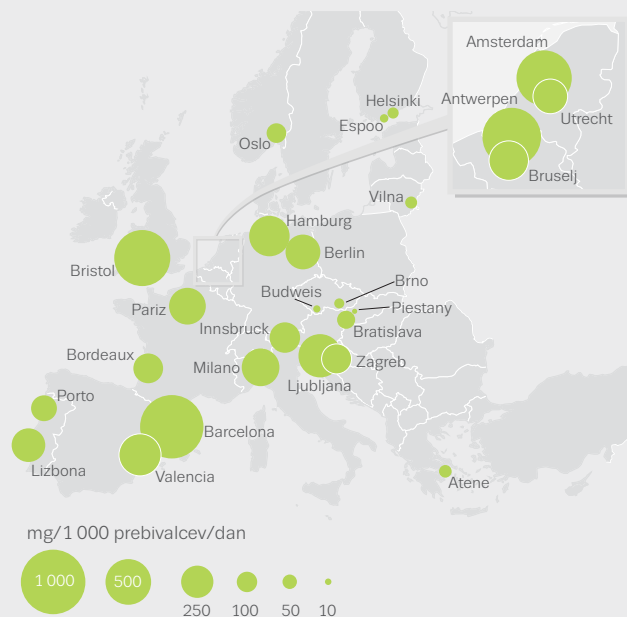 Amsterdam
Antwerpen
Utrecht
Bruselj
Helsinki
Espoo
Oslo
Vilna
Hamburg
Berlin
Bristol
Brno
Budweis
Piestany
Pariz
Innsbruck
Bratislava
Bordeaux
Milano
Zagreb
Ljubljana
Porto
Barcelona
Lizbona
Valencia
Atene
mg/1 000 prebivalcev/dan
1 000
500
250
100
50
10